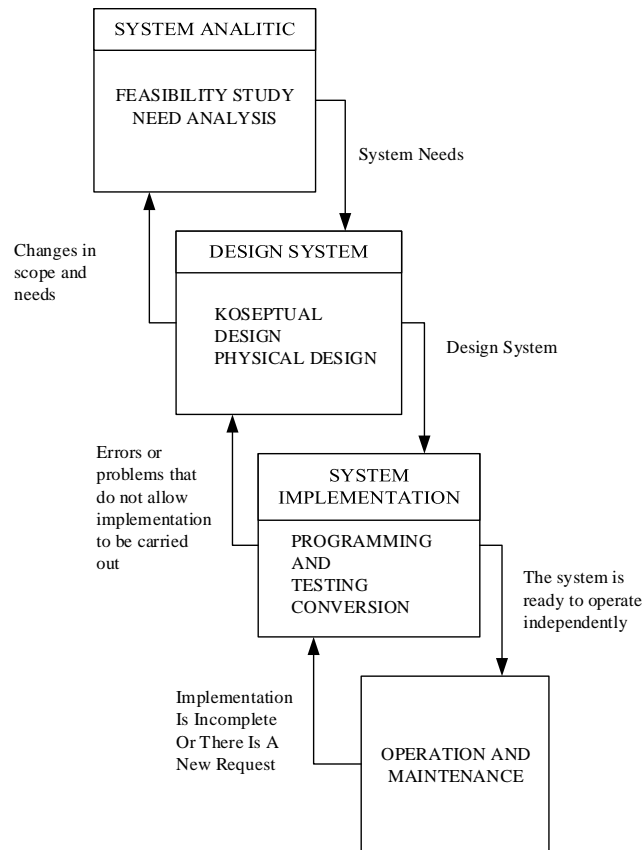 SYSTEM ANALITIC
FEASIBILITY STUDY
NEED ANALYSIS
System Needs
Changes in
scope and
needs
DESIGN SYSTEM
KOSEPTUAL
DESIGN
PHYSICAL DESIGN
Design System
Errors or
problems that
do not allow
implementation
to be carried
out
SYSTEM
IMPLEMENTATION
PROGRAMMING
AND
TESTING
CONVERSION
The system is
ready to operate
independently
Implementation
Is Incomplete
Or There Is A
New Request
OPERATION AND
MAINTENANCE